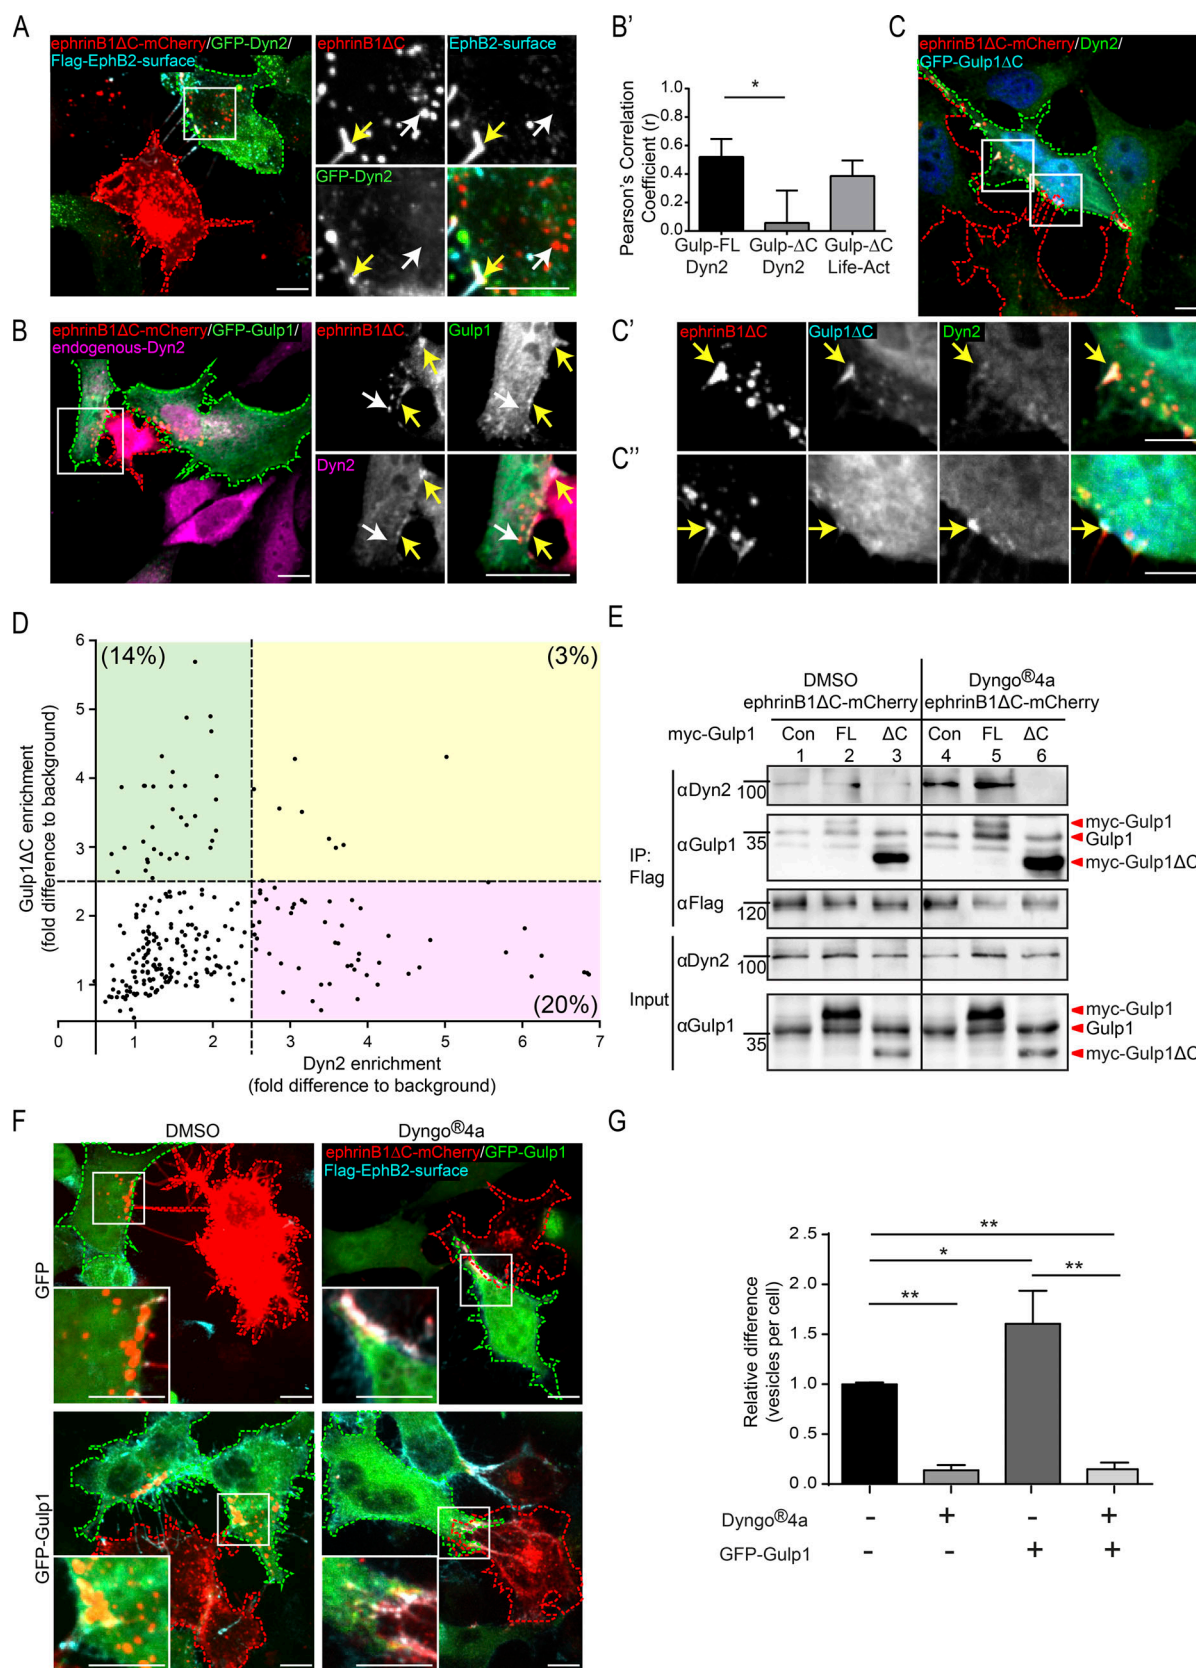 A
ephrinB1ΔC-mCherry/GFP-Dyn2/
Flag-EphB2-surface
ephrinB1ΔC
EphB2-surface
GFP-Dyn2
B'
Pearson's Correlation
Coefficient (r)
1.0
0.8
0.6
0.4
0.2
0.0
*
Gulp-FL
Dyn2
Gulp-ΔC
Dyn2
Gulp-ΔC
Life-Act
C
ephrinB1ΔC-mCherry/Dyn2/
GFP-Gulp1ΔC
B
ephrinB1ΔC-mCherry/GFP-Gulp1/
endogenous-Dyn2
ephrinB1ΔC
Gulp1
Dyn2
C'
ephrinB1ΔC
Gulp1ΔC
Dyn2
C''
D
Gulp1ΔC enrichment
(fold difference to background)
6
5
4
3
2
1
(14%)
(3%)
(20%)
0 1 2 3 4 5 6 7
Dyn2 enrichment
(fold difference to background)
E
DMSO
ephrinB1ΔC-mCherry
Dyngo®4a
ephrinB1ΔC-mCherry
myc-Gulp1 Con FL ΔC Con FL ΔC
1 2 3 4 5 6
IP:
Flag
αDyn2
100
αGulp1
35
myc-Gulp1
Gulp1
myc-Gulp1ΔC
αFlag
120
Input
αDyn2
100
αGulp1
35
myc-Gulp1
Gulp1
myc-Gulp1ΔC
F
DMSO
Dyngo®4a
ephrinB1ΔC-mCherry/GFP-Gulp1
Flag-EphB2-surface
GFP
GFP-Gulp1
G
Relative difference
(vesicles per cell)
2.5
2.0
1.5
1.0
0.5
0.0
**
*
**
**
Dyngo®4a - + - +
GFP-Gulp1 - - + +